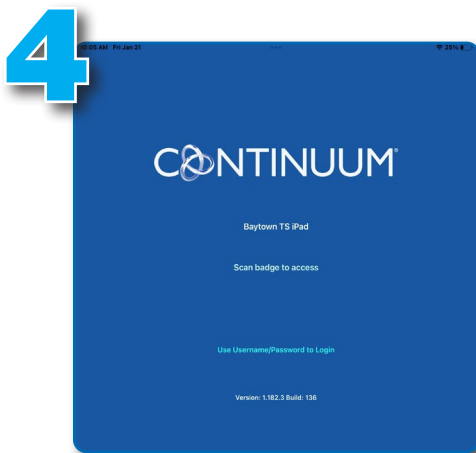 4
10:05 AM Fri Jan 21
25%
CONTINUUM®
Baytown TS iPad
Scan badge to access
Use Username/Password to Login
Version: 1.182.3 Build: 136